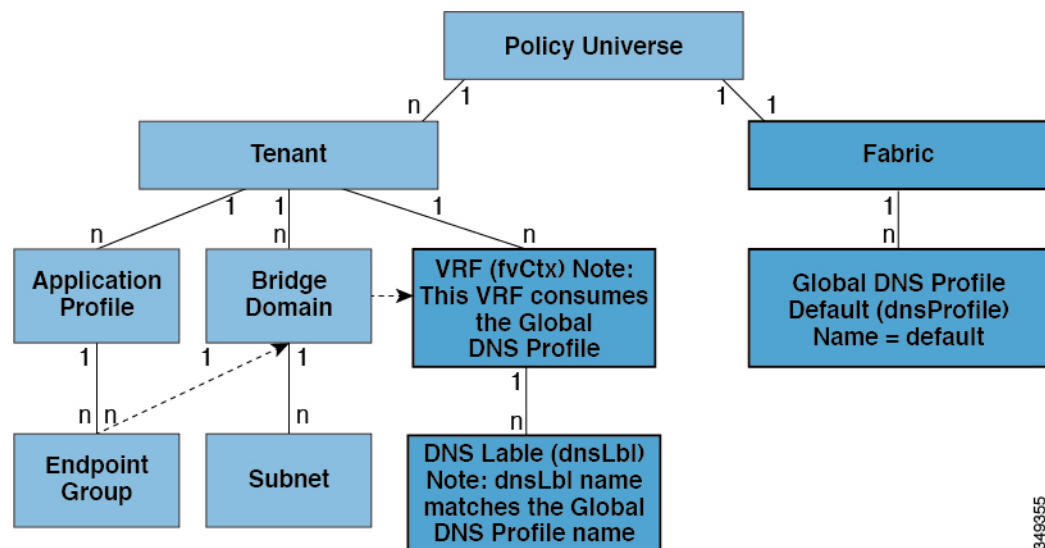 Policy Universe
n
1
1
1
Tenant
Fabric
1
1
1
1
n
n
n
n
Application
Profile
Bridge
Domain
VRF (fvCtx) Note:
This VRF consumes
the Global
DNS Profile
Global DNS Profile
Default (dnsProfile)
Name = default
1
1
1
1
n
n
n
n
Endpoint
Group
Subnet
DNS Lable (dnsLbl)
Note: dnsLbl name
matches the Global
DNS Profile name
349355